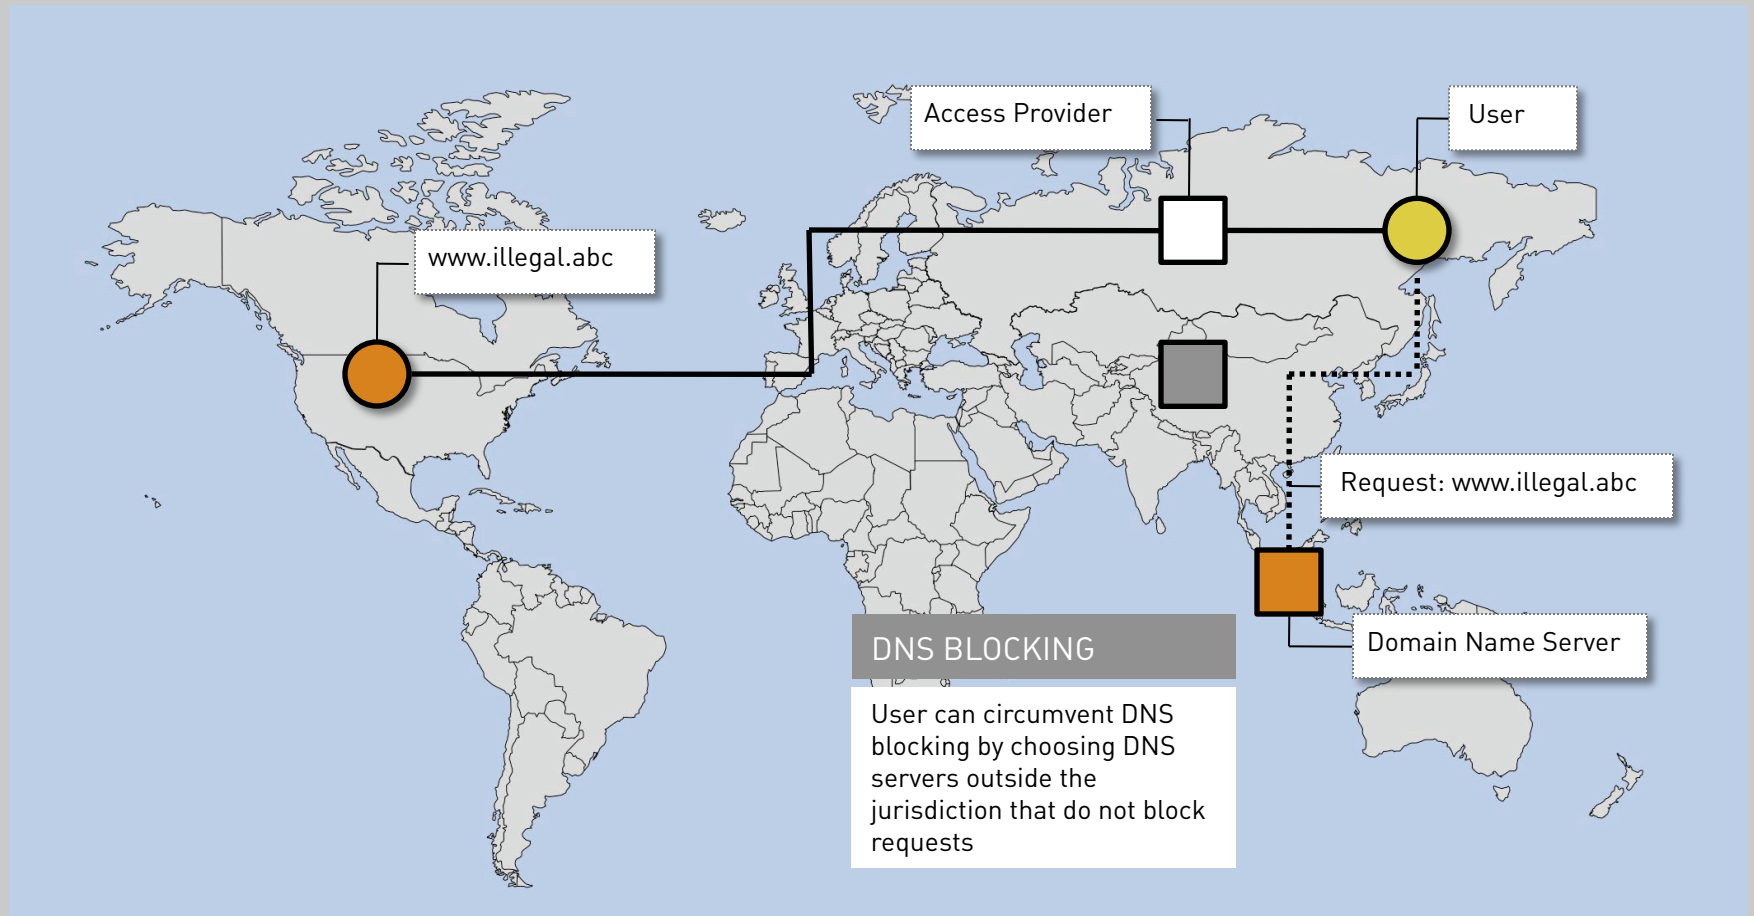 Access Provider
User
www.illegal.abc
Request: www.illegal.abc
Domain Name Server
DNS BLOCKING
User can circumvent DNS
blocking by choosing DNS
servers outside the
jurisdiction that do not block
requests